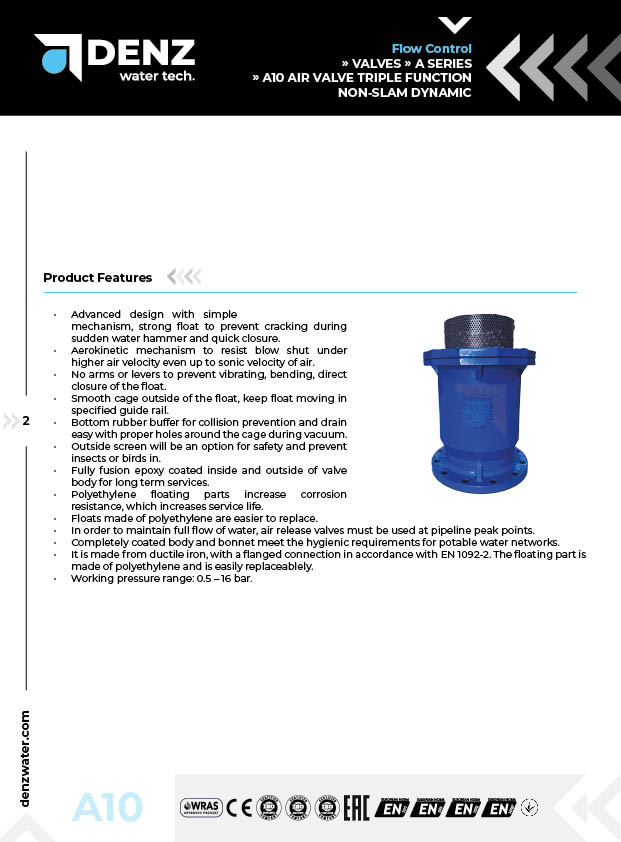 DENZ
water tech.
Flow Control
» VALVES » A SERIES
» A10 AIR VALVE TRIPLE FUNCTION
NON-SLAM DYNAMIC
Product Features
• Advanced design with simple
mechanism, strong float to prevent cracking during
sudden water hammer and quick closure.
• Aerokinetic mechanism to resist blow shut under
higher air velocity even up to sonic velocity of air.
• No arms or levers to prevent vibrating, bending, direct
closure of the float.
• Smooth cage outside of the float, keep float moving in
specified guide rail.
• Bottom rubber buffer for collision prevention and drain
easy with proper holes around the cage during vacuum.
• Outside screen will be an option for safety and prevent
insects or birds in.
• Fully fusion epoxy coated inside and outside of valve
body for long term services.
• Polyethylene floating parts increase corrosion
resistance, which increases service life.
• Floats made of polyethylene are easier to replace.
• In order to maintain full flow of water, air release valves must be used at pipeline peak points.
• Completely coated body and bonnet meet the hygienic requirements for potable water networks.
• It is made from ductile iron, with a flanged connection in accordance with EN 1092-2. The floating part is
made of polyethylene and is easily replaceablely.
• Working pressure range: 0.5 – 16 bar.
2
denzwater.com
A10
WRAS
APPROVED PRODUCT
CE
EAC
EN
EN
EN
EN